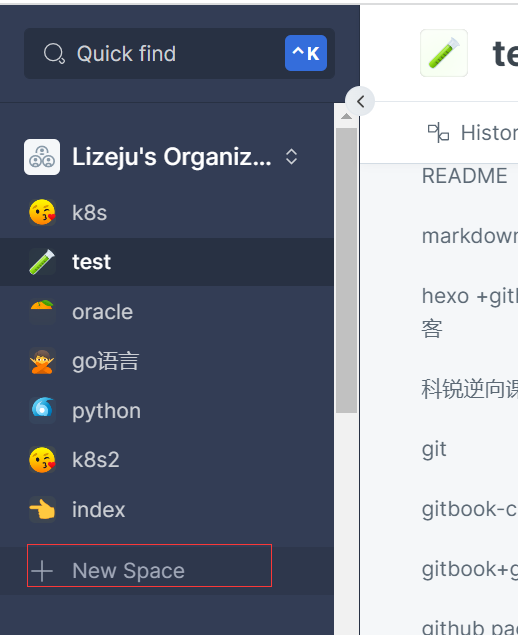 Quick find
^K
Lizeju's Organiz...
k8s
test
oracle
go语言
python
k8s2
index
New Space
te
Histor
README
markdown
hexo +gitl
客
科锐逆向课
git
gitbook-c
gitbook+g
github pac